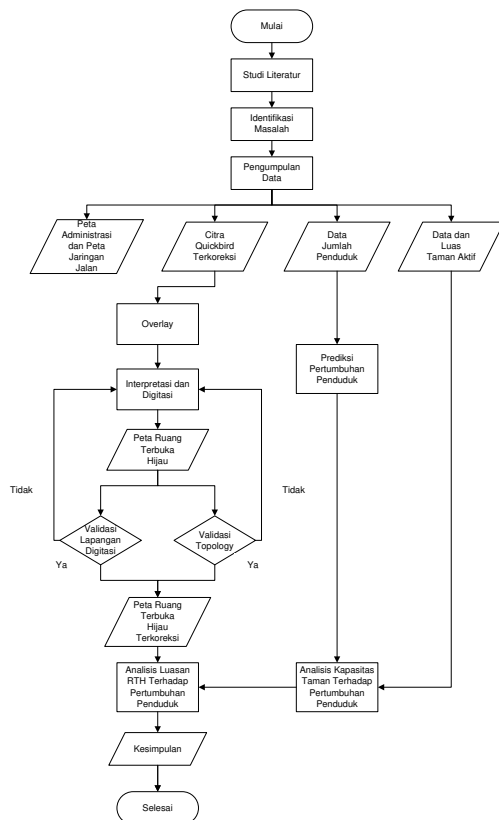 Mulai
Studi Literatur
Identifikasi
Masalah
Pengumpulan
Data
Peta
Administrasi
dan Peta
Jaringan
Jalan
Citra
Quickbird
Terkoreksi
Data
Jumlah
Penduduk
Data dan
Luas
Taman Aktif
Overlay
Prediksi
Pertumbuhan
Penduduk
Interpretasi dan
Digitasi
Peta Ruang
Terbuka
Hijau
Tidak
Tidak
Validasi
Lapangan
Digitasi
Validasi
Topology
Ya
Ya
Peta Ruang
Terbuka
Hijau
Terkoreksi
Analisis Luasan
RTH Terhadap
Pertumbuhan
Penduduk
Analisis Kapasitas
Taman Terhadap
Pertumbuhan
Penduduk
Kesimpulan
Selesai